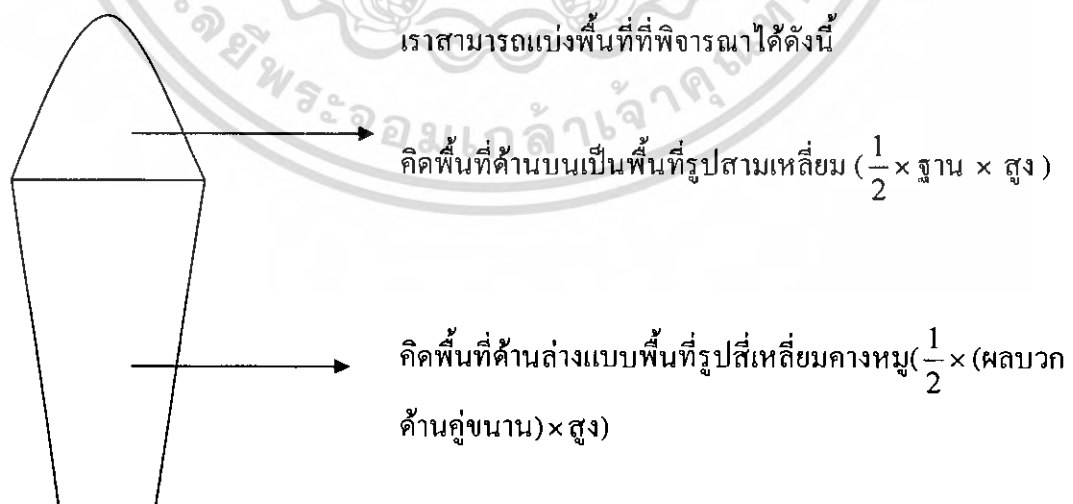 เราสามารถแบ่งพื้นที่ที่พิจารณาได้ดังนี้
คิดพื้นที่ด้านบนเป็นพื้นที่รูปสามเหลี่ยม ($\frac{1}{2}$ × ฐาน × สูง )
คิดพื้นที่ด้านล่างแบบพื้นที่รูปสี่เหลี่ยมคางหมู($\frac{1}{2}$ × (ผลบวก
ด้านคู่ขนาน)×สูง)